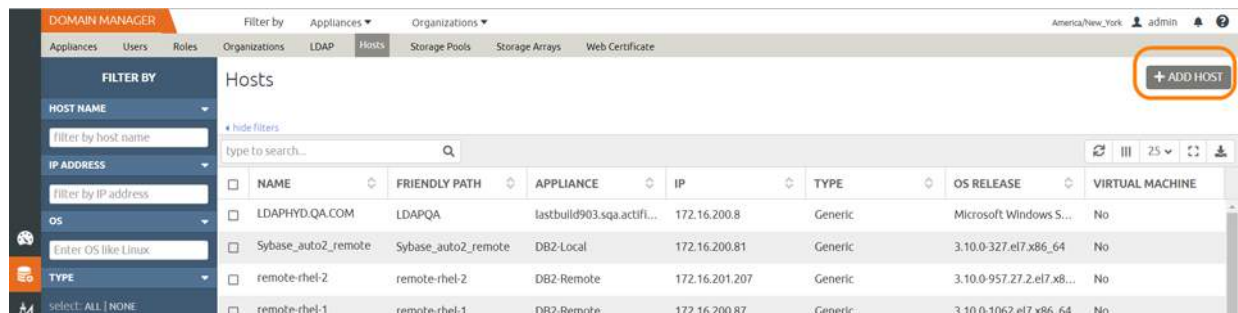 DOMAIN MANAGER Filter by Appliances Organizations America/New_York admin
Appliances Users Roles Organizations LDAP Hosts Storage Pools Storage Arrays Web Certificate
FILTER BY
Hosts
+ ADD HOST
HOST NAME
filter by host name
hide filters
type to search...
25
IP ADDRESS
filter by IP address
NAME FRIENDLY PATH APPLIANCE IP TYPE OS RELEASE VIRTUAL MACHINE
OS
Enter OS like Linux
LDAPHYD.QA.COM LDAPQA lastbuild903.sqa.actifi... 172.16.200.8 Generic Microsoft Windows S... No
Sybase_auto2_remote Sybase_auto2_remote DB2-Local 172.16.200.81 Generic 3.10.0-327.el7.x86_64 No
TYPE
remote-rhel-2 remote-rhel-2 DB2-Remote 172.16.201.207 Generic 3.10.0-957.27.2.el7.x8... No
select: ALL | NONE
remote-rhel-1 remote-rhel-1 DB2-Remote 172.16.200.87 Generic 3.10.0-1062.el7.x86_64 No